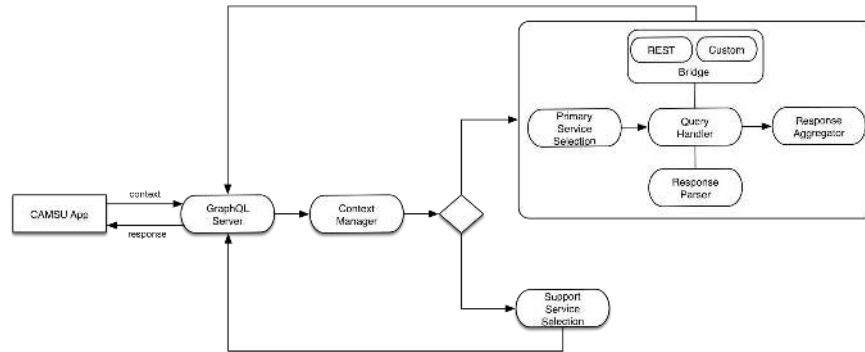 REST
Custom
Bridge
Primary
Service
Selection
Query
Handler
Response
Aggregator
Response
Parser
context
CAMSU App
response
GraphQL
Server
Context
Manager
Support
Service
Selection